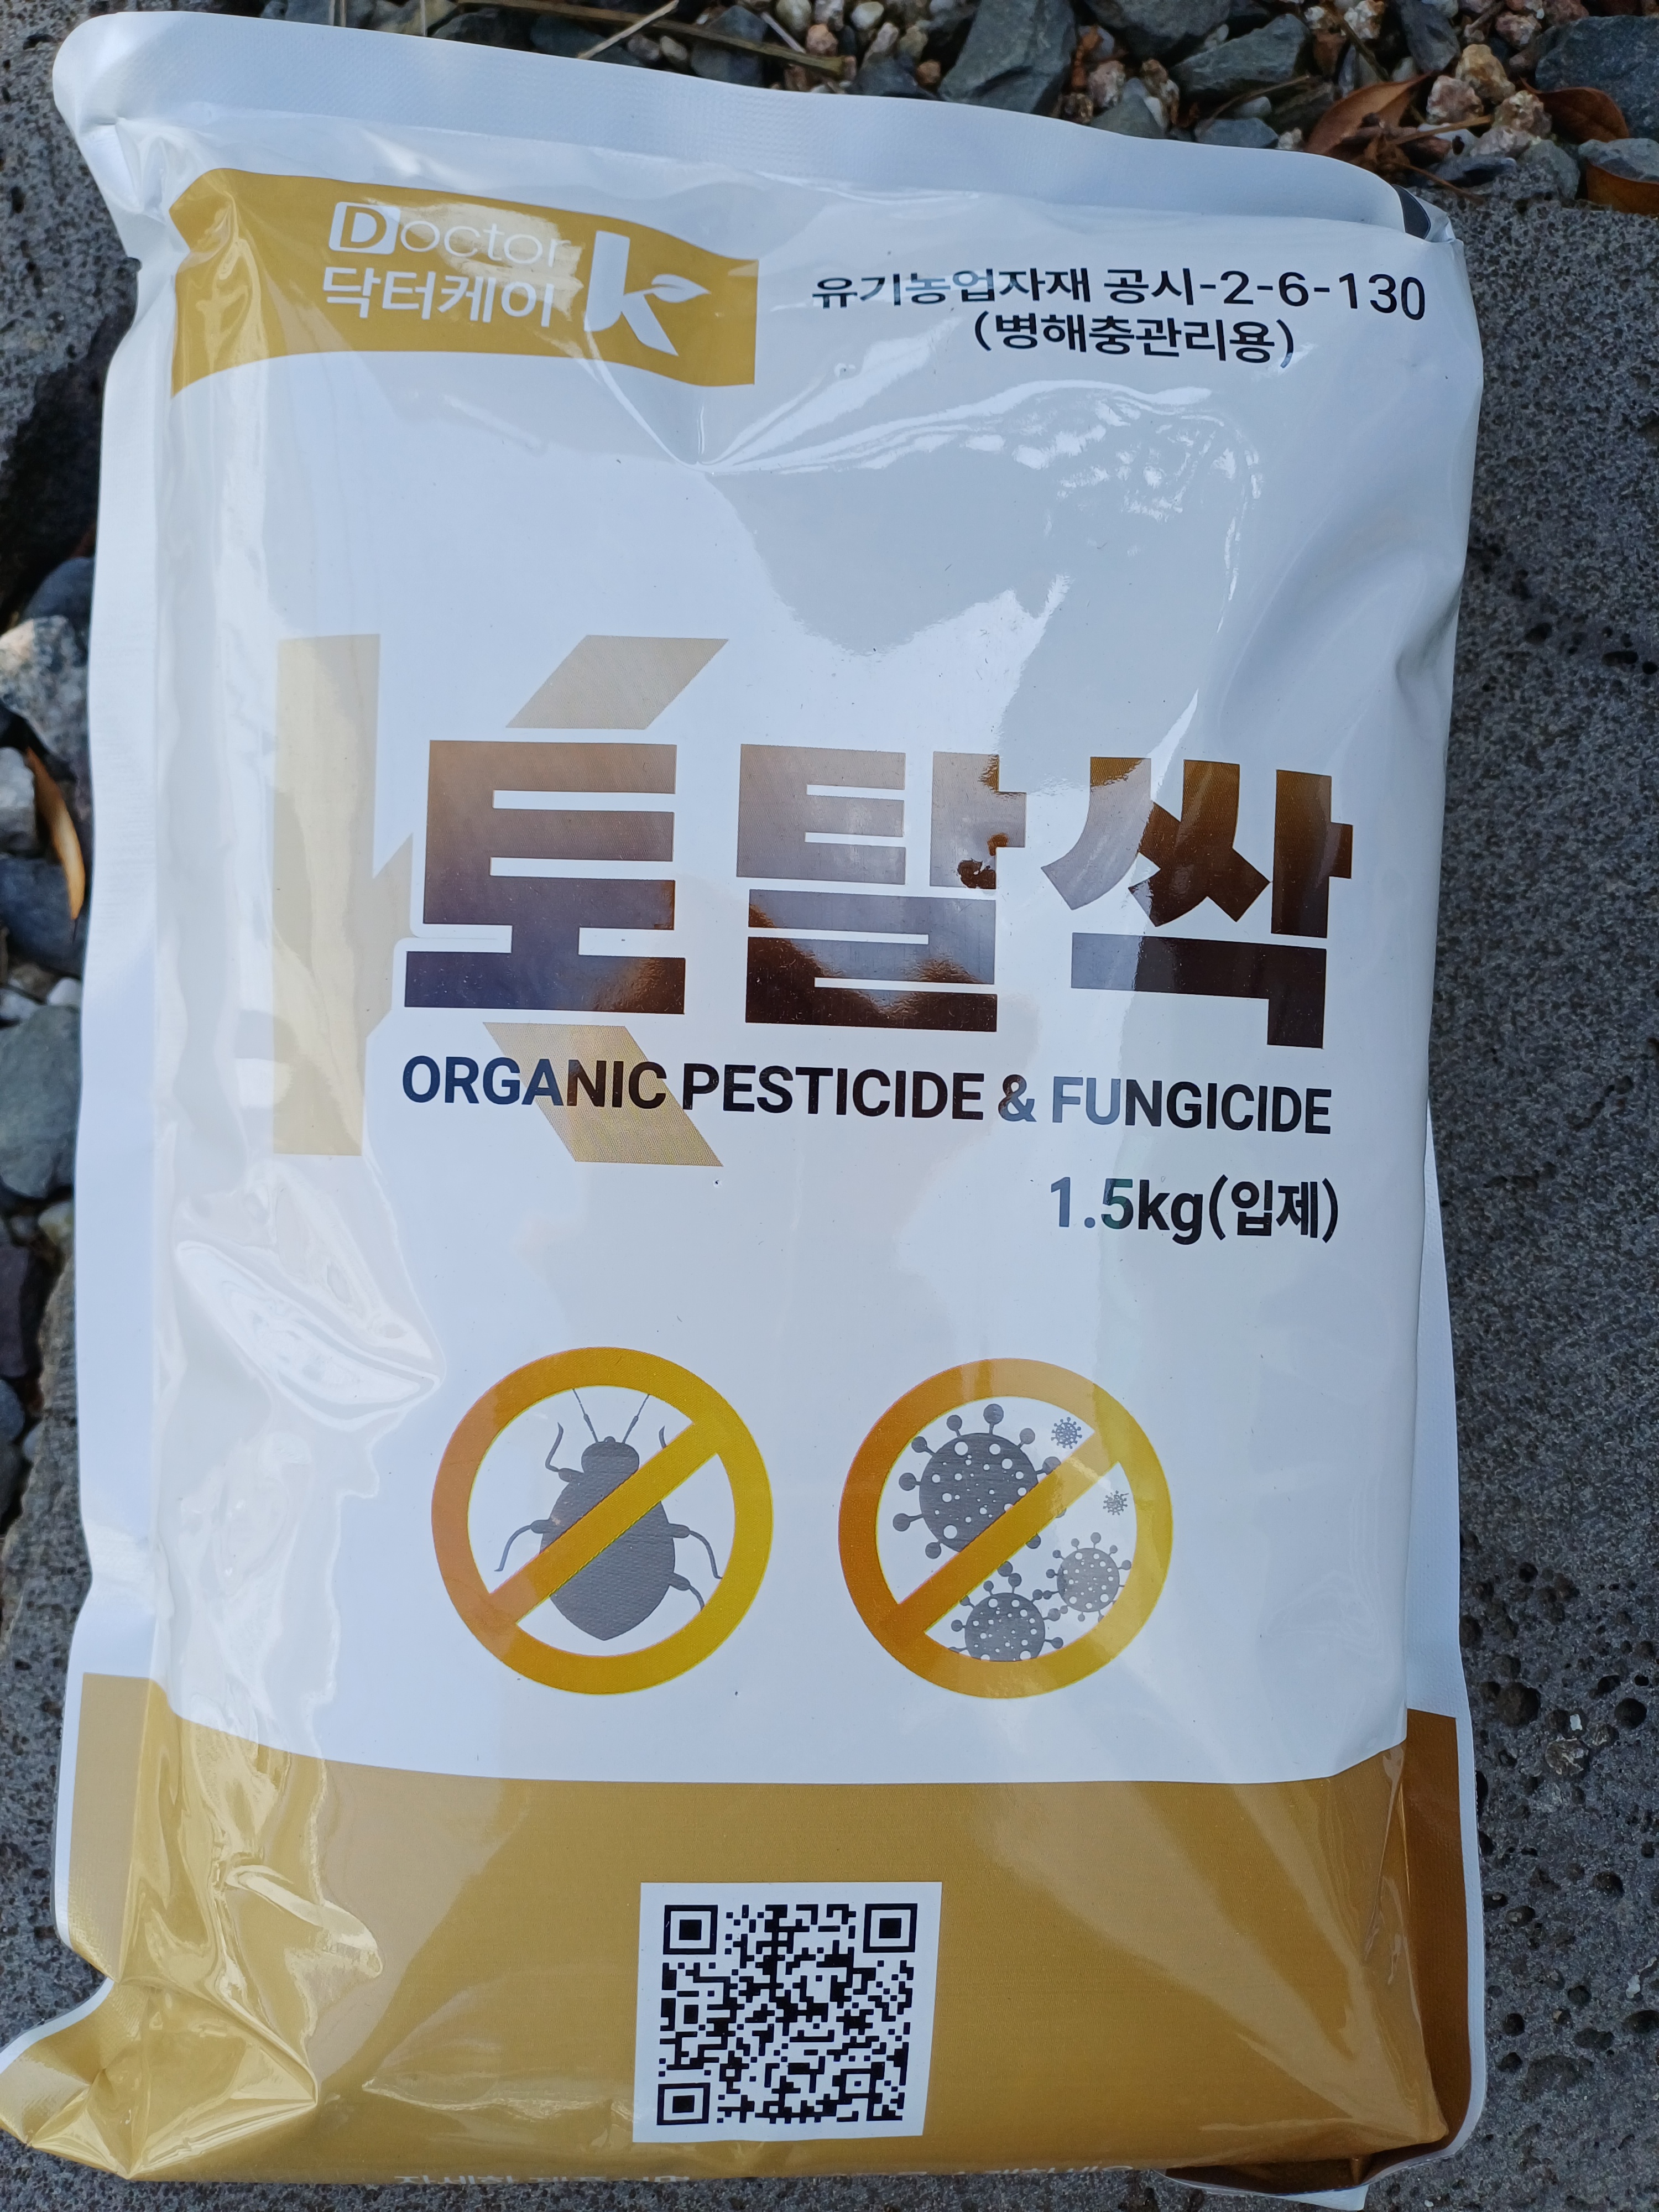 Doctor
닥터케이 k
유기농업자재 공시-2-6-130
(병해충관리용)
토탈싹
ORGANIC PESTICIDE & FUNGICIDE
1.5kg(입제)